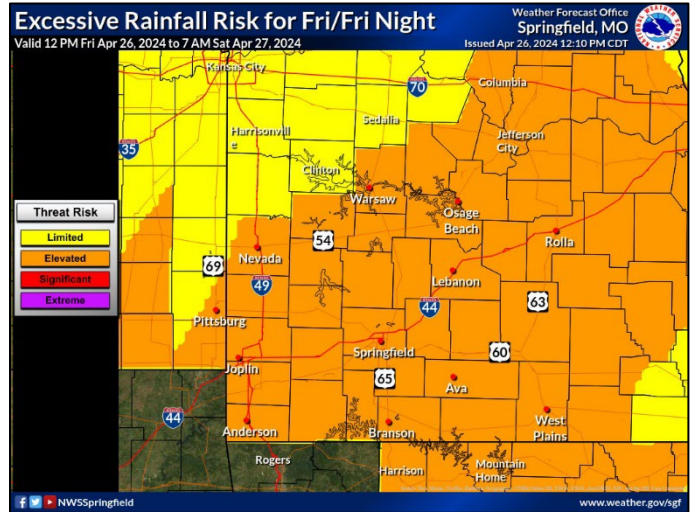 Excessive Rainfall Risk for Fri/Fri Night
Valid 12 PM Fri Apr 26, 2024 to 7 AM Sat Apr 27, 2024
Weather Forecast Office
Springfield, MO
Issued Apr 26, 2024 12:10 PM CDT
Kansas City
70
Columbia
35
Harrisonvill
e
Sedalia
Jefferson
City
Clinton
Warsaw
Osage
Beach
Threat Risk
Limited
Elevated
Significant
Extreme
54
Rolla
Nevada
69
49
Lebanon
63
44
Pittsburg
Springfield
60
Joplin
65
Ava
44
Anderson
Branson
West
Plains
Rogers
Harrison
Mountain
Home
NWSSpringfield
www.weather.gov/sgf